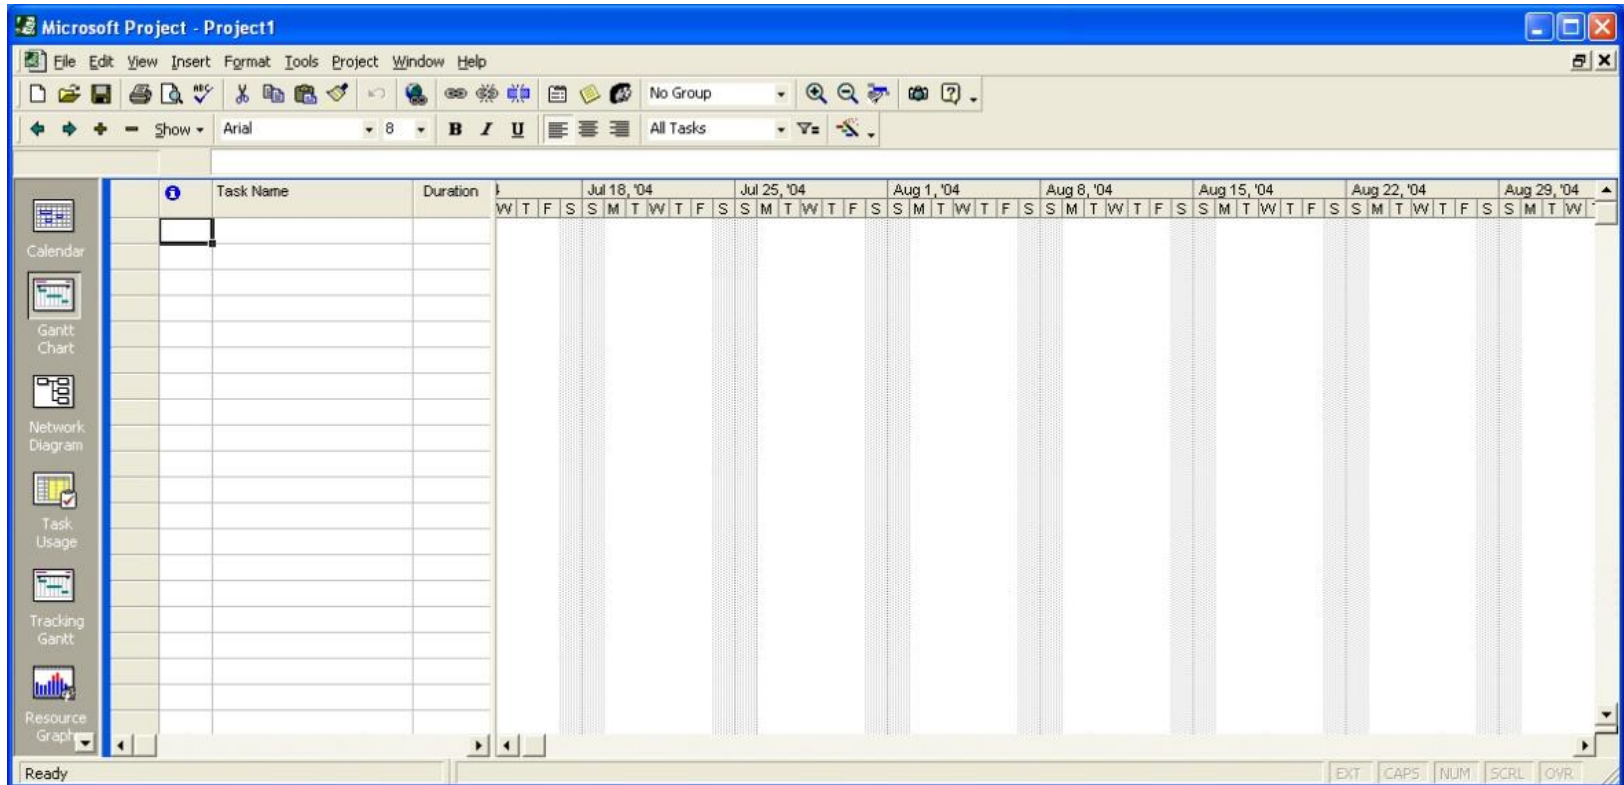 Microsoft Project - Project1
File Edit View Insert Format Tools Project Window Help
ABC No Group
Show Arial 8 B I U All Tasks
Task Name Duration 4 Jul 18, '04 Jul 25, '04 Aug 1, '04 Aug 8, '04 Aug 15, '04 Aug 22, '04 Aug 29, '04
W T F S S M T W T F S S M T W T F S S M T W T F S S M T W T F S S M T W T F S S M T W T F S S M T W
Calendar
Gantt
Chart
Network
Diagram
Task
Usage
Tracking
Gantt
Resource
Graph
Ready EXT CAPS NUM SCRL OVR